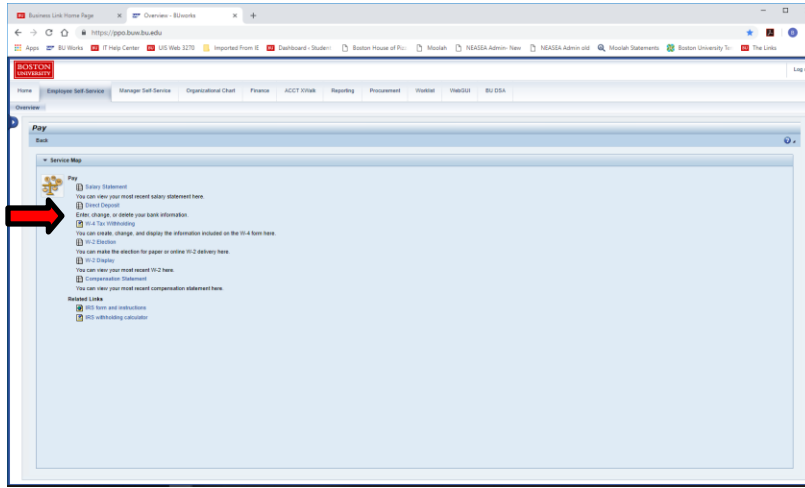 Business Link Home Page
Overview - BUworks
https://ppo.buw.bu.edu
Apps BU Works IT Help Center UIS Web 3270 Imported From IE Dashboard - Student Boston House of Piz Moolah NEASEA Admin- New NEASEA Admin old Moolah Statements Boston University Te The Links
BOSTON
UNIVERSITY
Log
Home Employee Self-Service Manager Self-Service Organizational Chart Finance ACCT XWalk Reporting Procurement Worklist WebGUI BU DSA
Overview
Pay
Back
Service Map
Pay
Salary Statement
You can view your most recent salary statement here.
Direct Deposit
Enter, change, or delete your bank information.
W-4 Tax Withholding
You can create, change, and display the information included on the W-4 form here.
W-2 Election
You can make the election for paper or online W-2 delivery here.
W-2 Display
You can view your most recent W-2 here.
Compensation Statement
You can view your most recent compensation statement here.
Related Links
IRS form and instructions
IRS withholding calculator